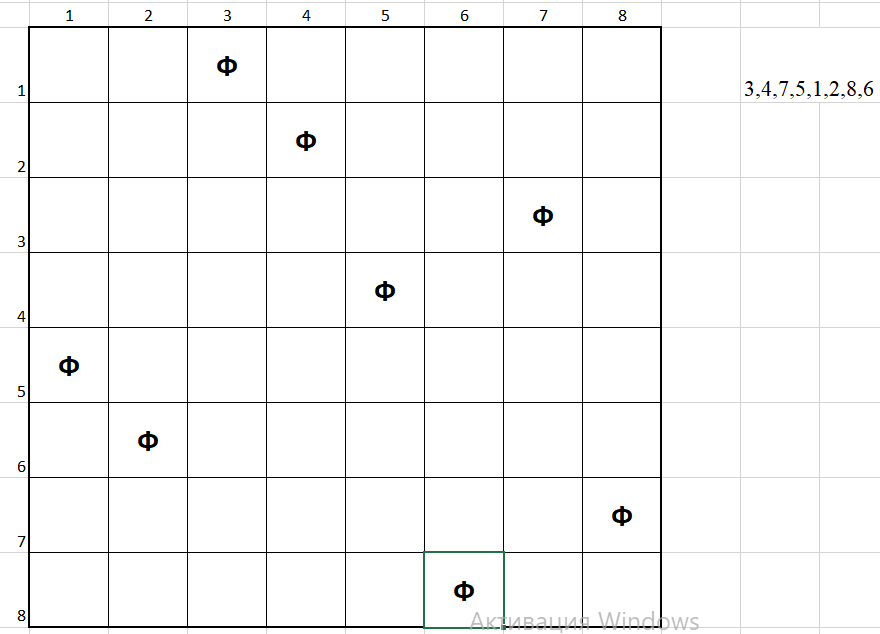 1 2 3 4 5 6 7 8
1 Ф 3,4,7,5,1,2,8,6
2 Ф
3 Ф
4 Ф
5 Ф
6 Ф
7 Ф
8 Ф
Активация Windows